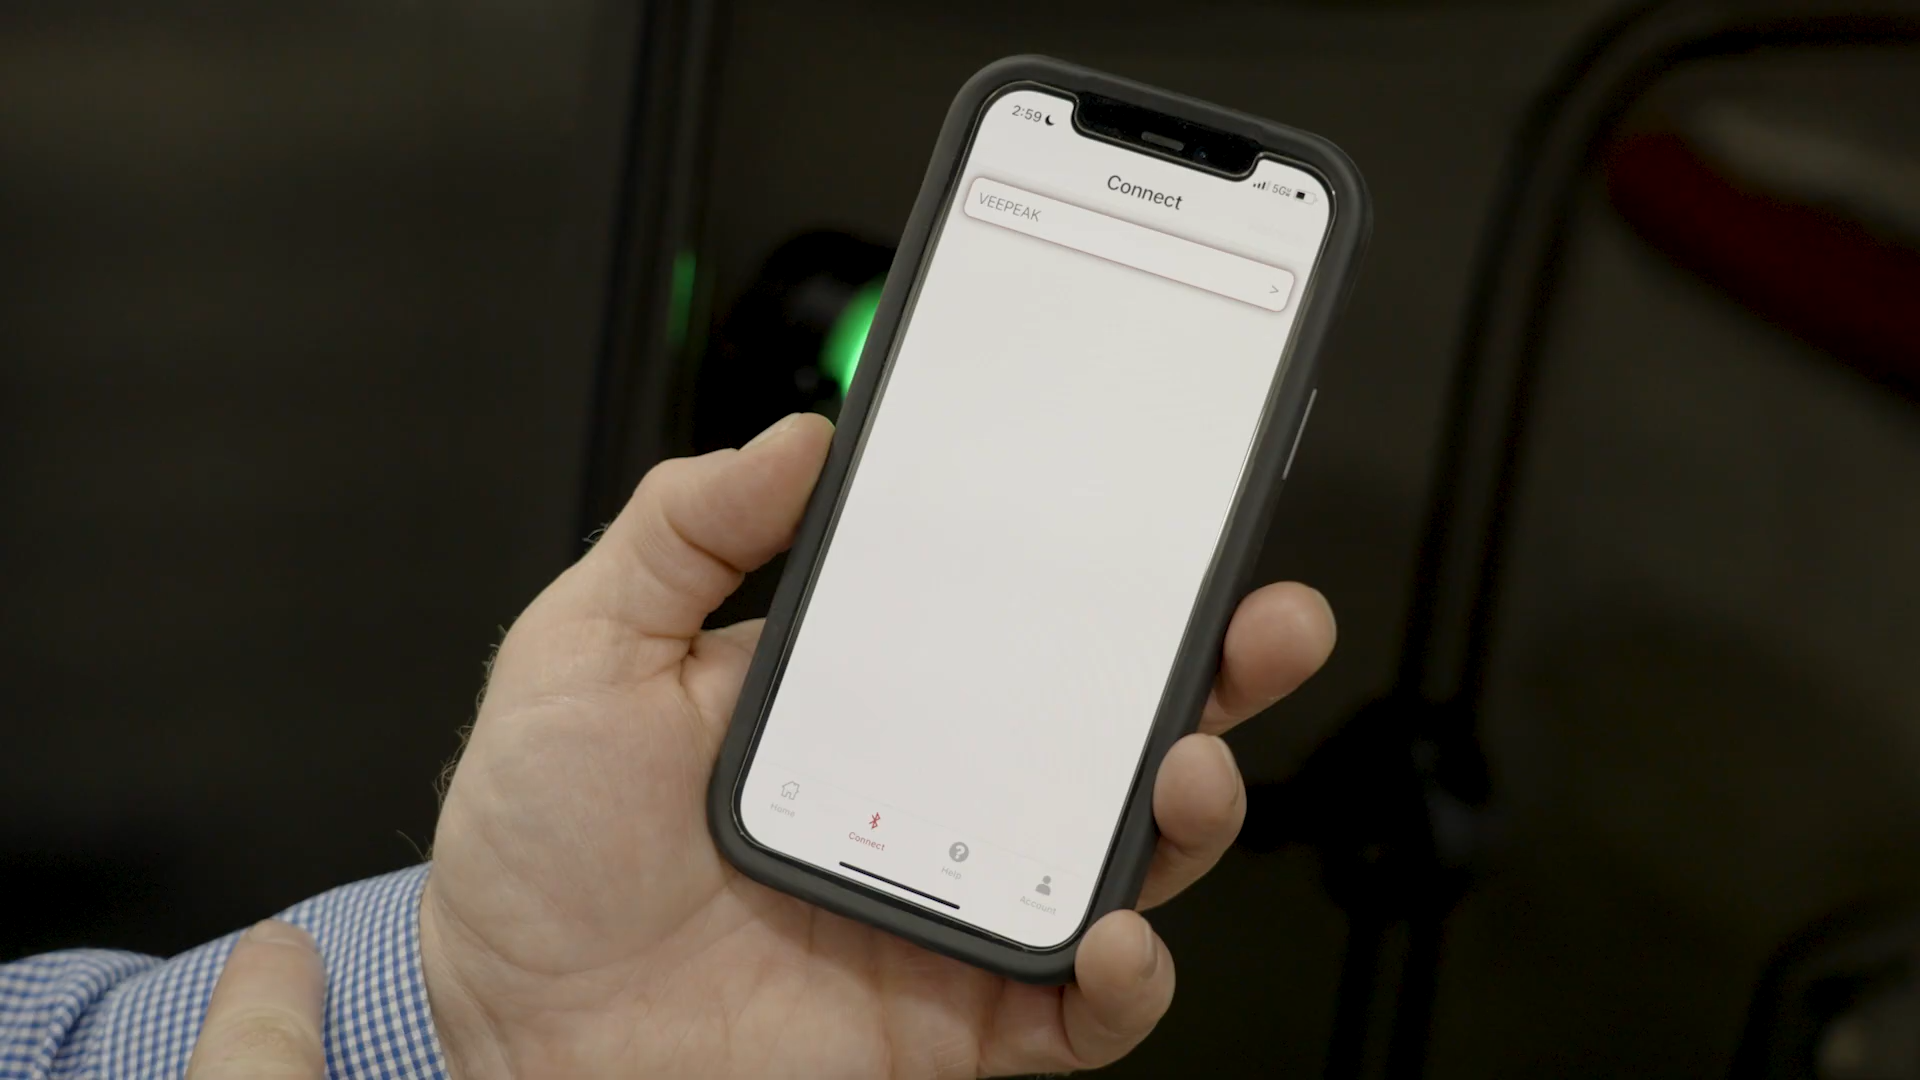 2:59
5G
Connect
VEEPEAK
>
Home
Connect
?
Help
Account